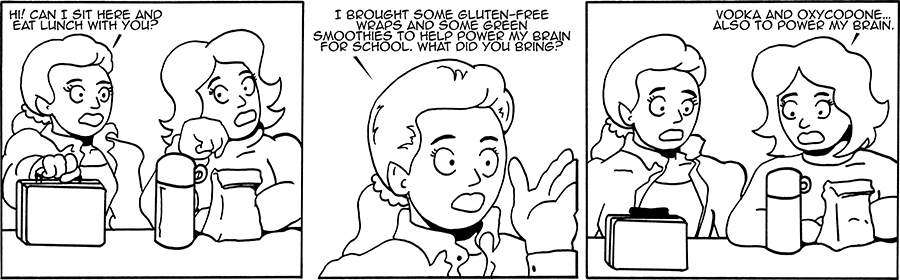 HI! CAN I SIT HERE AND
EAT LUNCH WITH YOU?
I BROUGHT SOME GLUTEN-FREE
WRAPS AND SOME GREEN
SMOOTHIES TO HELP POWER MY BRAIN
FOR SCHOOL. WHAT DID YOU BRING?
VODKA AND OXYCODONE...
ALSO TO POWER MY BRAIN.